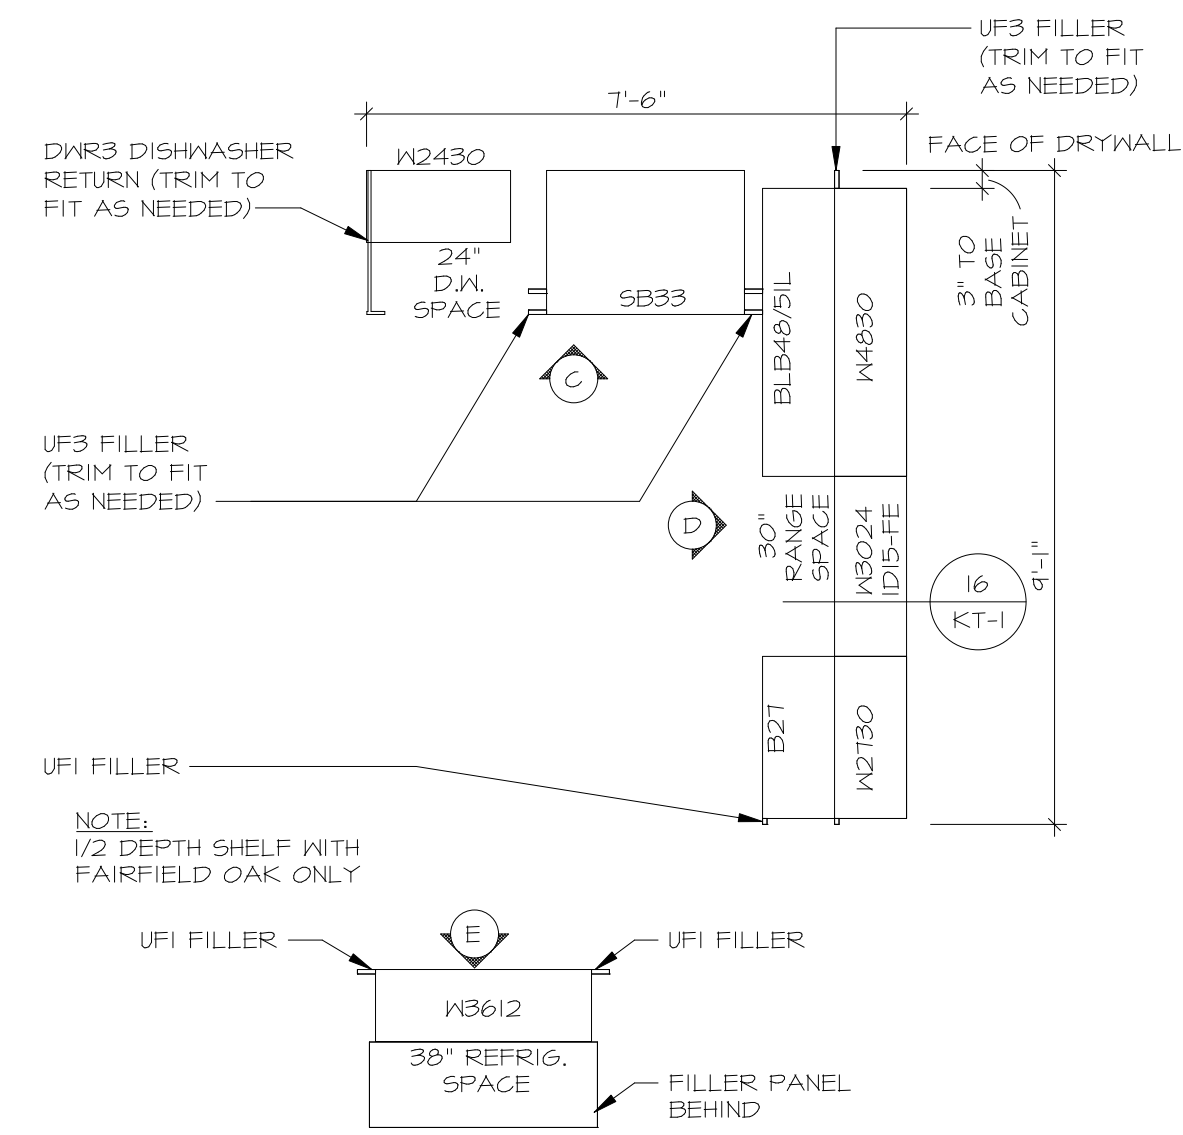 UF3 FILLER
(TRIM TO FIT
AS NEEDED)
7'-6"
FACE OF DRYWALL
DWR3 DISHWASHER
RETURN (TRIM TO
FIT AS NEEDED)
W2430
24"
D.W.
SPACE
SB33
BLB48/51L
W4830
3" TO
BASE
CABINET
C
UF3 FILLER
(TRIM TO FIT
AS NEEDED)
D
30"
RANGE
SPACE
W3024
1D15-FE
9'-1"
16
KT-1
B27
W2730
UF1 FILLER
NOTE:
1/2 DEPTH SHELF WITH
FAIRFIELD OAK ONLY
E
UF1 FILLER
UF1 FILLER
W3612
38" REFRIG.
SPACE
FILLER PANEL
BEHIND